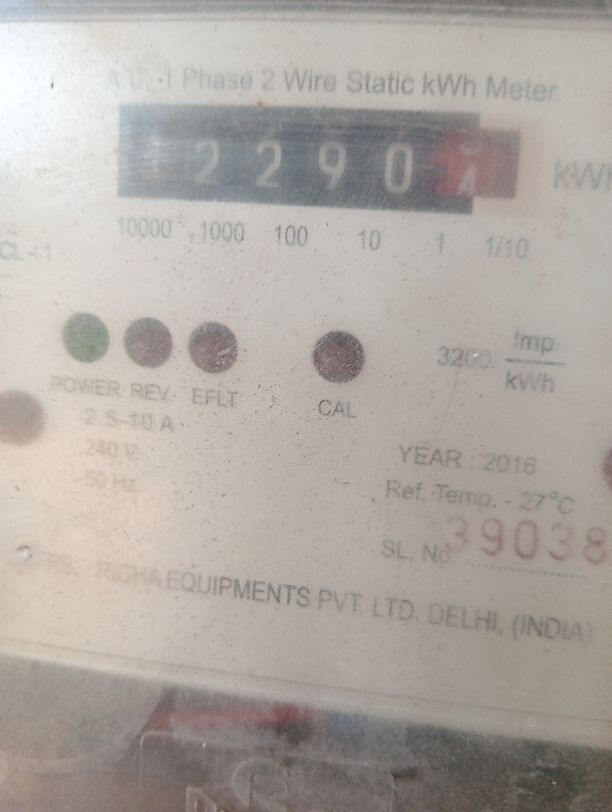 A.C. 1 Phase 2 Wire Static kWh Meter
12290 4 kWh
10000 1000 100 10 1 1/10
CL-1
3200 Imp/kWh
POWER REV. EFLT CAL
2.5-10 A
240 V
50 Hz
YEAR : 2016
Ref. Temp. - 27°C
SL. No. 39038
RICHA EQUIPMENTS PVT. LTD. DELHI, (INDIA)